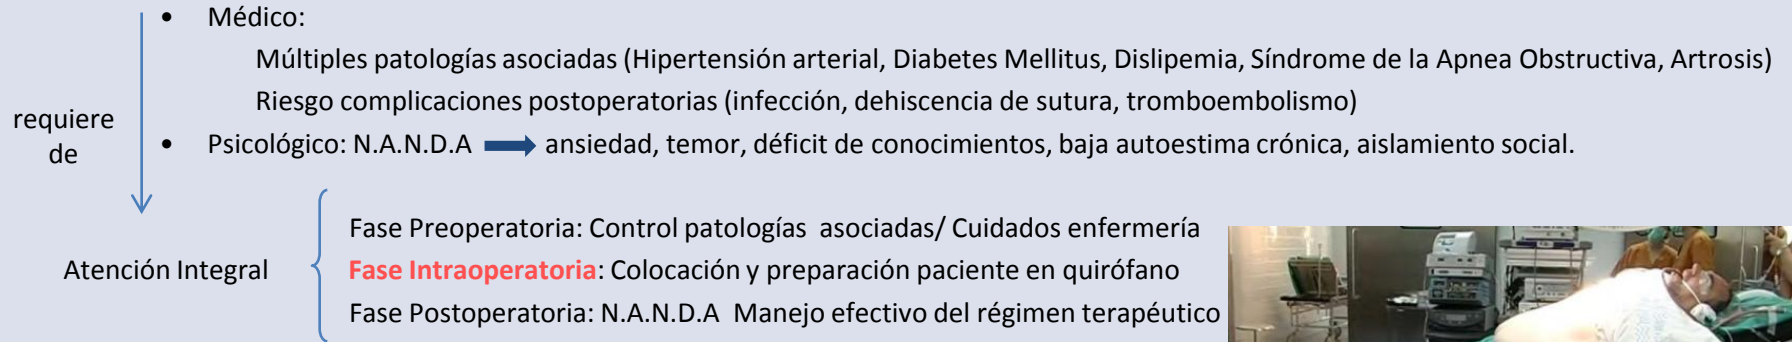 • Médico:
Múltiples patologías asociadas (Hipertensión arterial, Diabetes Mellitus, Dislipemia, Síndrome de la Apnea Obstructiva, Artrosis)
Riesgo complicaciones postoperatorias (infección, dehiscencia de sutura, tromboembolismo)
requiere
de
• Psicológico: N.A.N.D.A ansiedad, temor, déficit de conocimientos, baja autoestima crónica, aislamiento social.
Atención Integral
Fase Preoperatoria: Control patologías asociadas/ Cuidados enfermería
Fase Intraoperatoria: Colocación y preparación paciente en quirófano
Fase Postoperatoria: N.A.N.D.A Manejo efectivo del régimen terapéutico